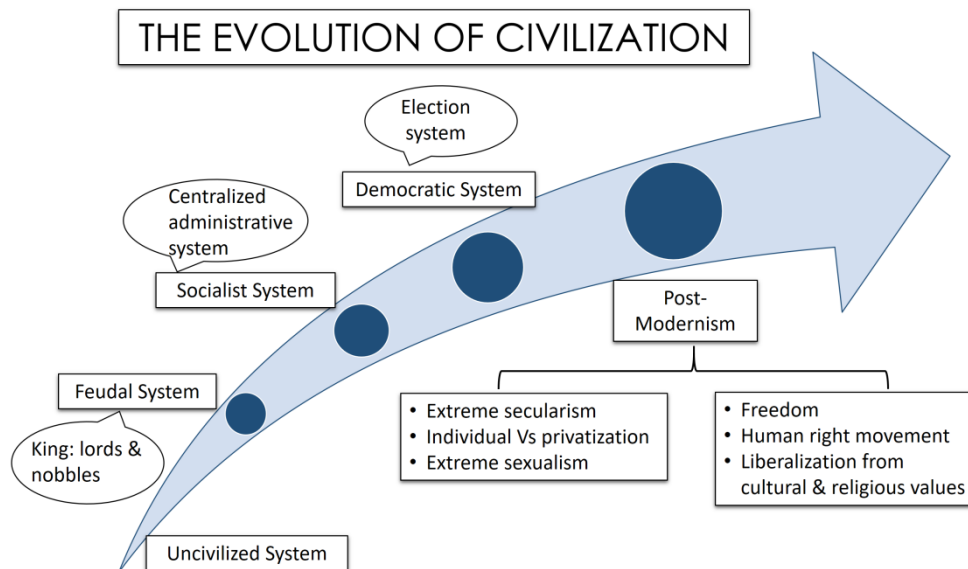 THE EVOLUTION OF CIVILIZATION
Election
system
Democratic System
Centralized
administrative
system
Socialist System
Feudal System
King: lords &
nobbles
Uncivilized System
Post-
Modernism
• Extreme secularism
• Individual Vs privatization
• Extreme sexualism
• Freedom
• Human right movement
• Liberalization from
cultural & religious values